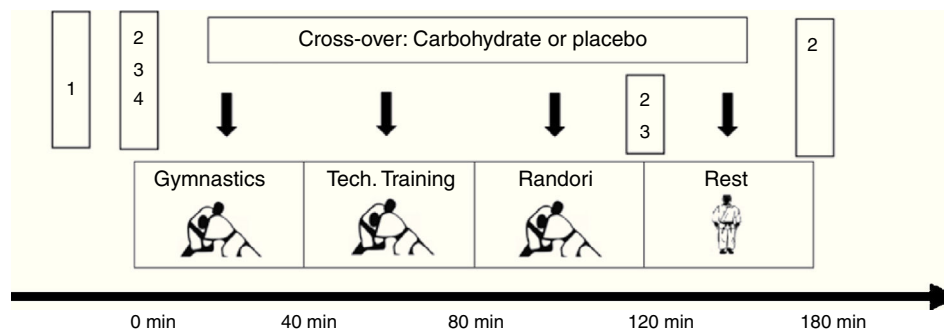 1
2
3
4
Cross-over: Carbohydrate or placebo
2
3
2
Gymnastics
Tech. Training
Randori
Rest
0 min
40 min
80 min
120 min
180 min